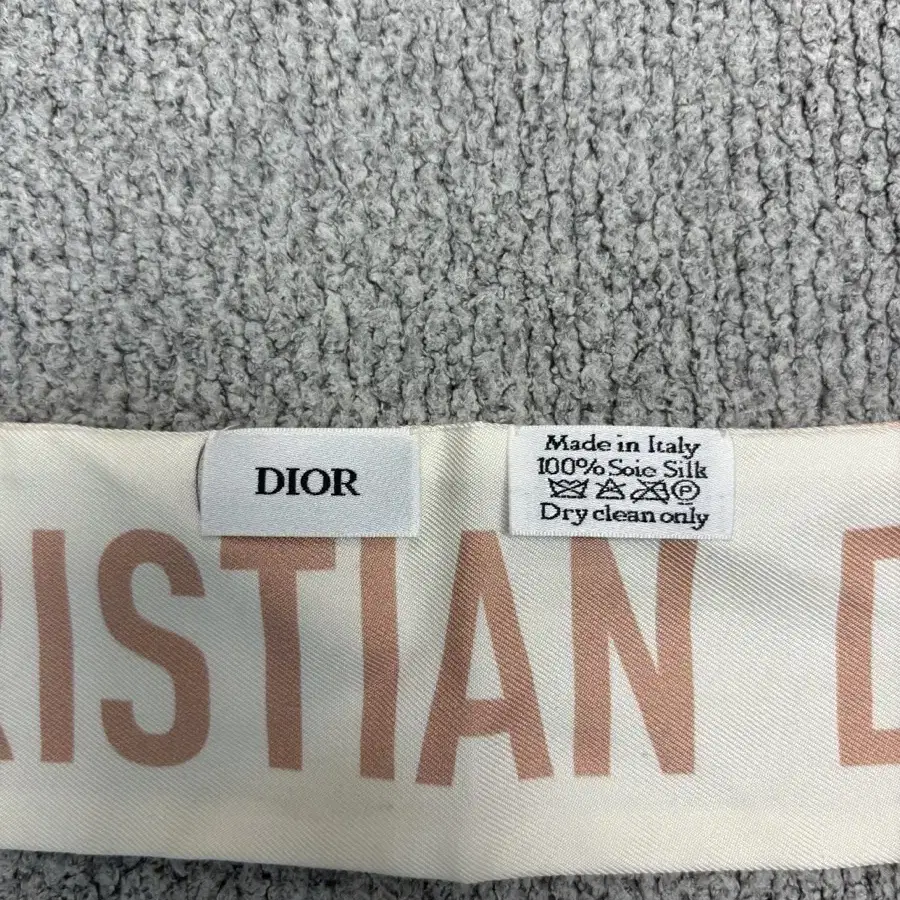 DIOR
Made in Italy
100% Soie Silk
P
Dry clean only
RISTIAN D